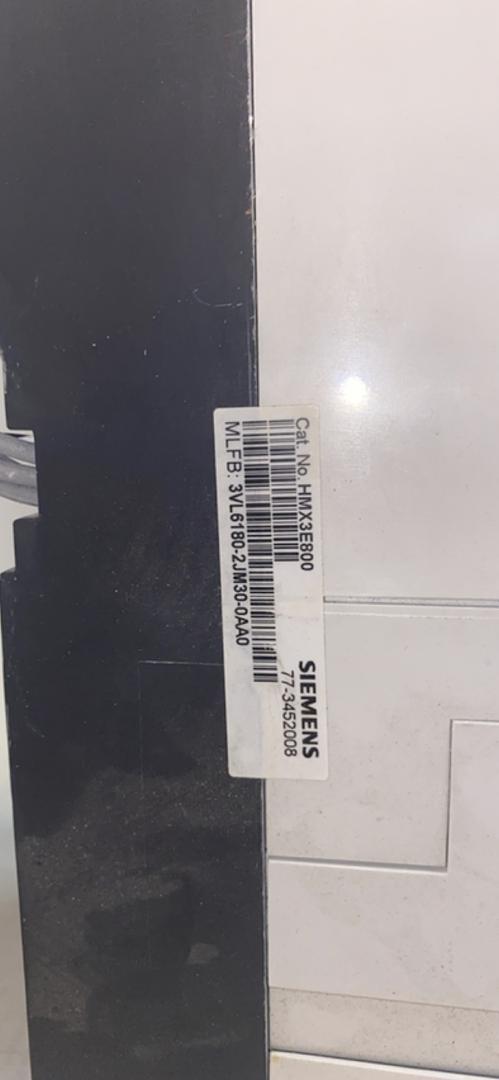 Cat. No. HMX3E800
MLFB: 3VL6180-2JM30-0AA0
SIEMENS
77-3452008